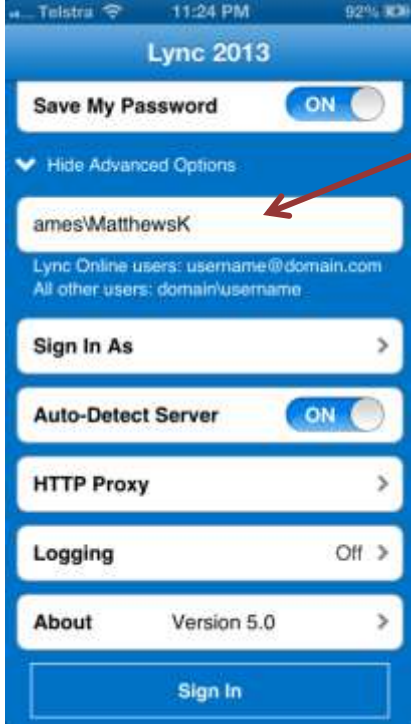 Telstra 11:24 PM 92%
Lync 2013
Save My Password ON
Hide Advanced Options
ames\MatthewsK
Lync Online users: username@domain.com
All other users: domain\username
Sign In As
Auto-Detect Server ON
HTTP Proxy
Logging Off
About Version 5.0
Sign In